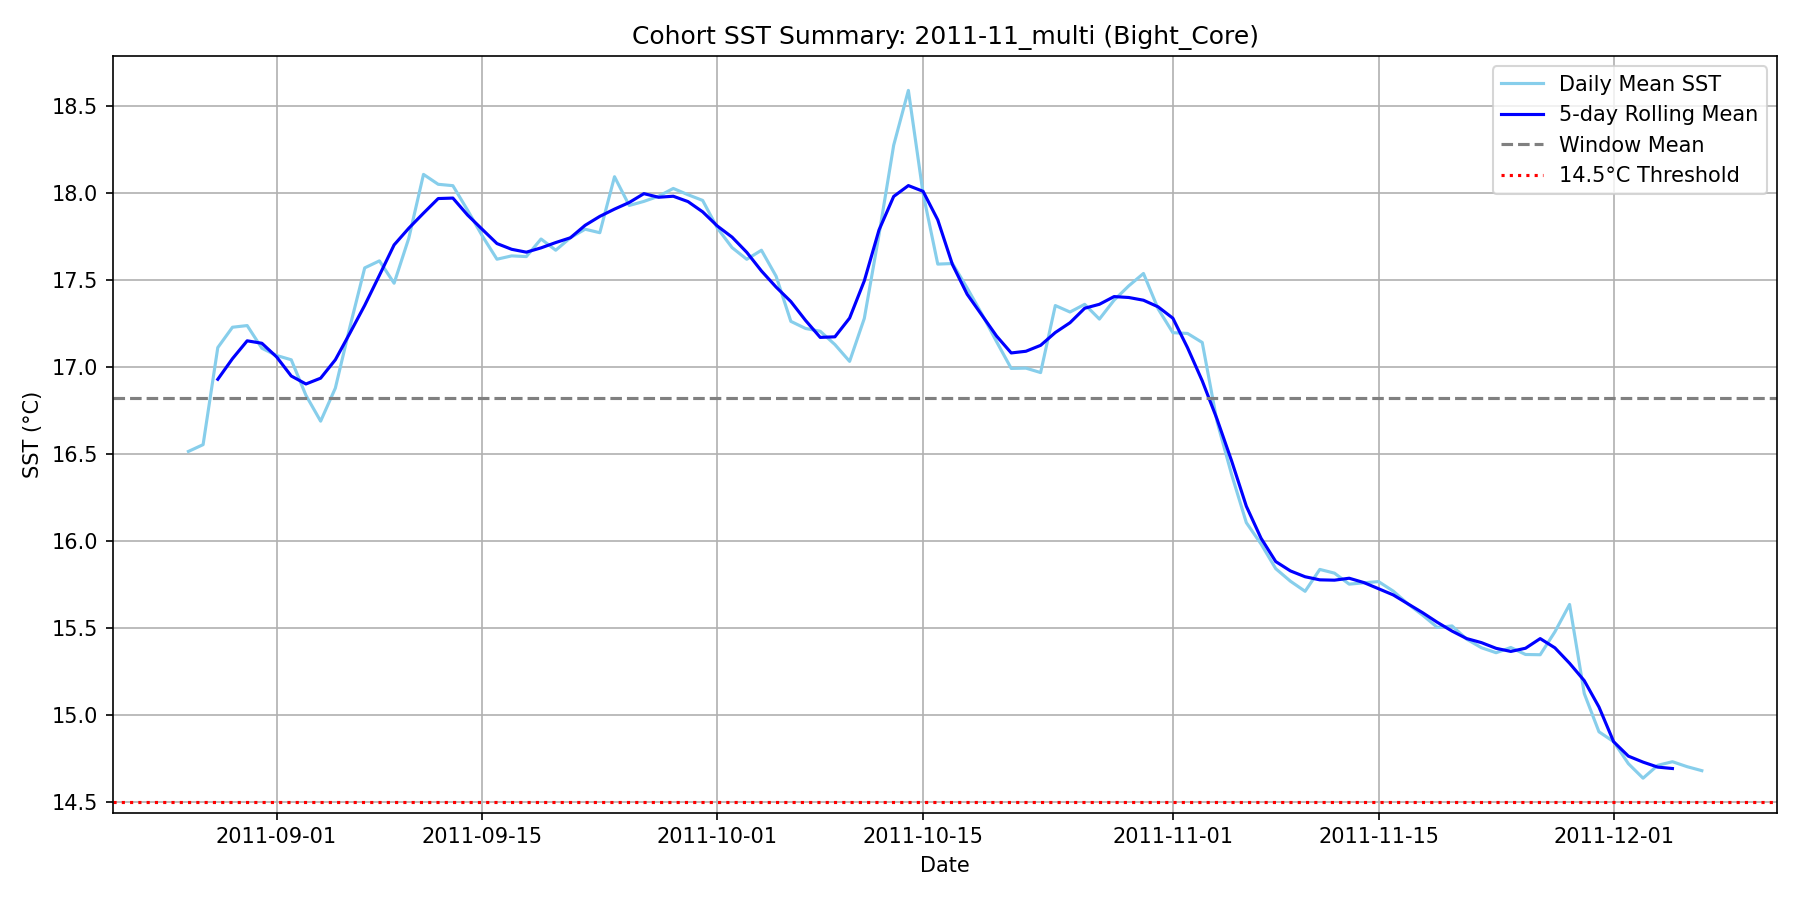 Cohort SST Summary: 2011-11_multi (Bight_Core)
Daily Mean SST
5-day Rolling Mean
Window Mean
14.5°C Threshold
SST (°C)
18.5
18.0
17.5
17.0
16.5
16.0
15.5
15.0
14.5
2011-09-01
2011-09-15
2011-10-01
2011-10-15
2011-11-01
2011-11-15
2011-12-01
Date